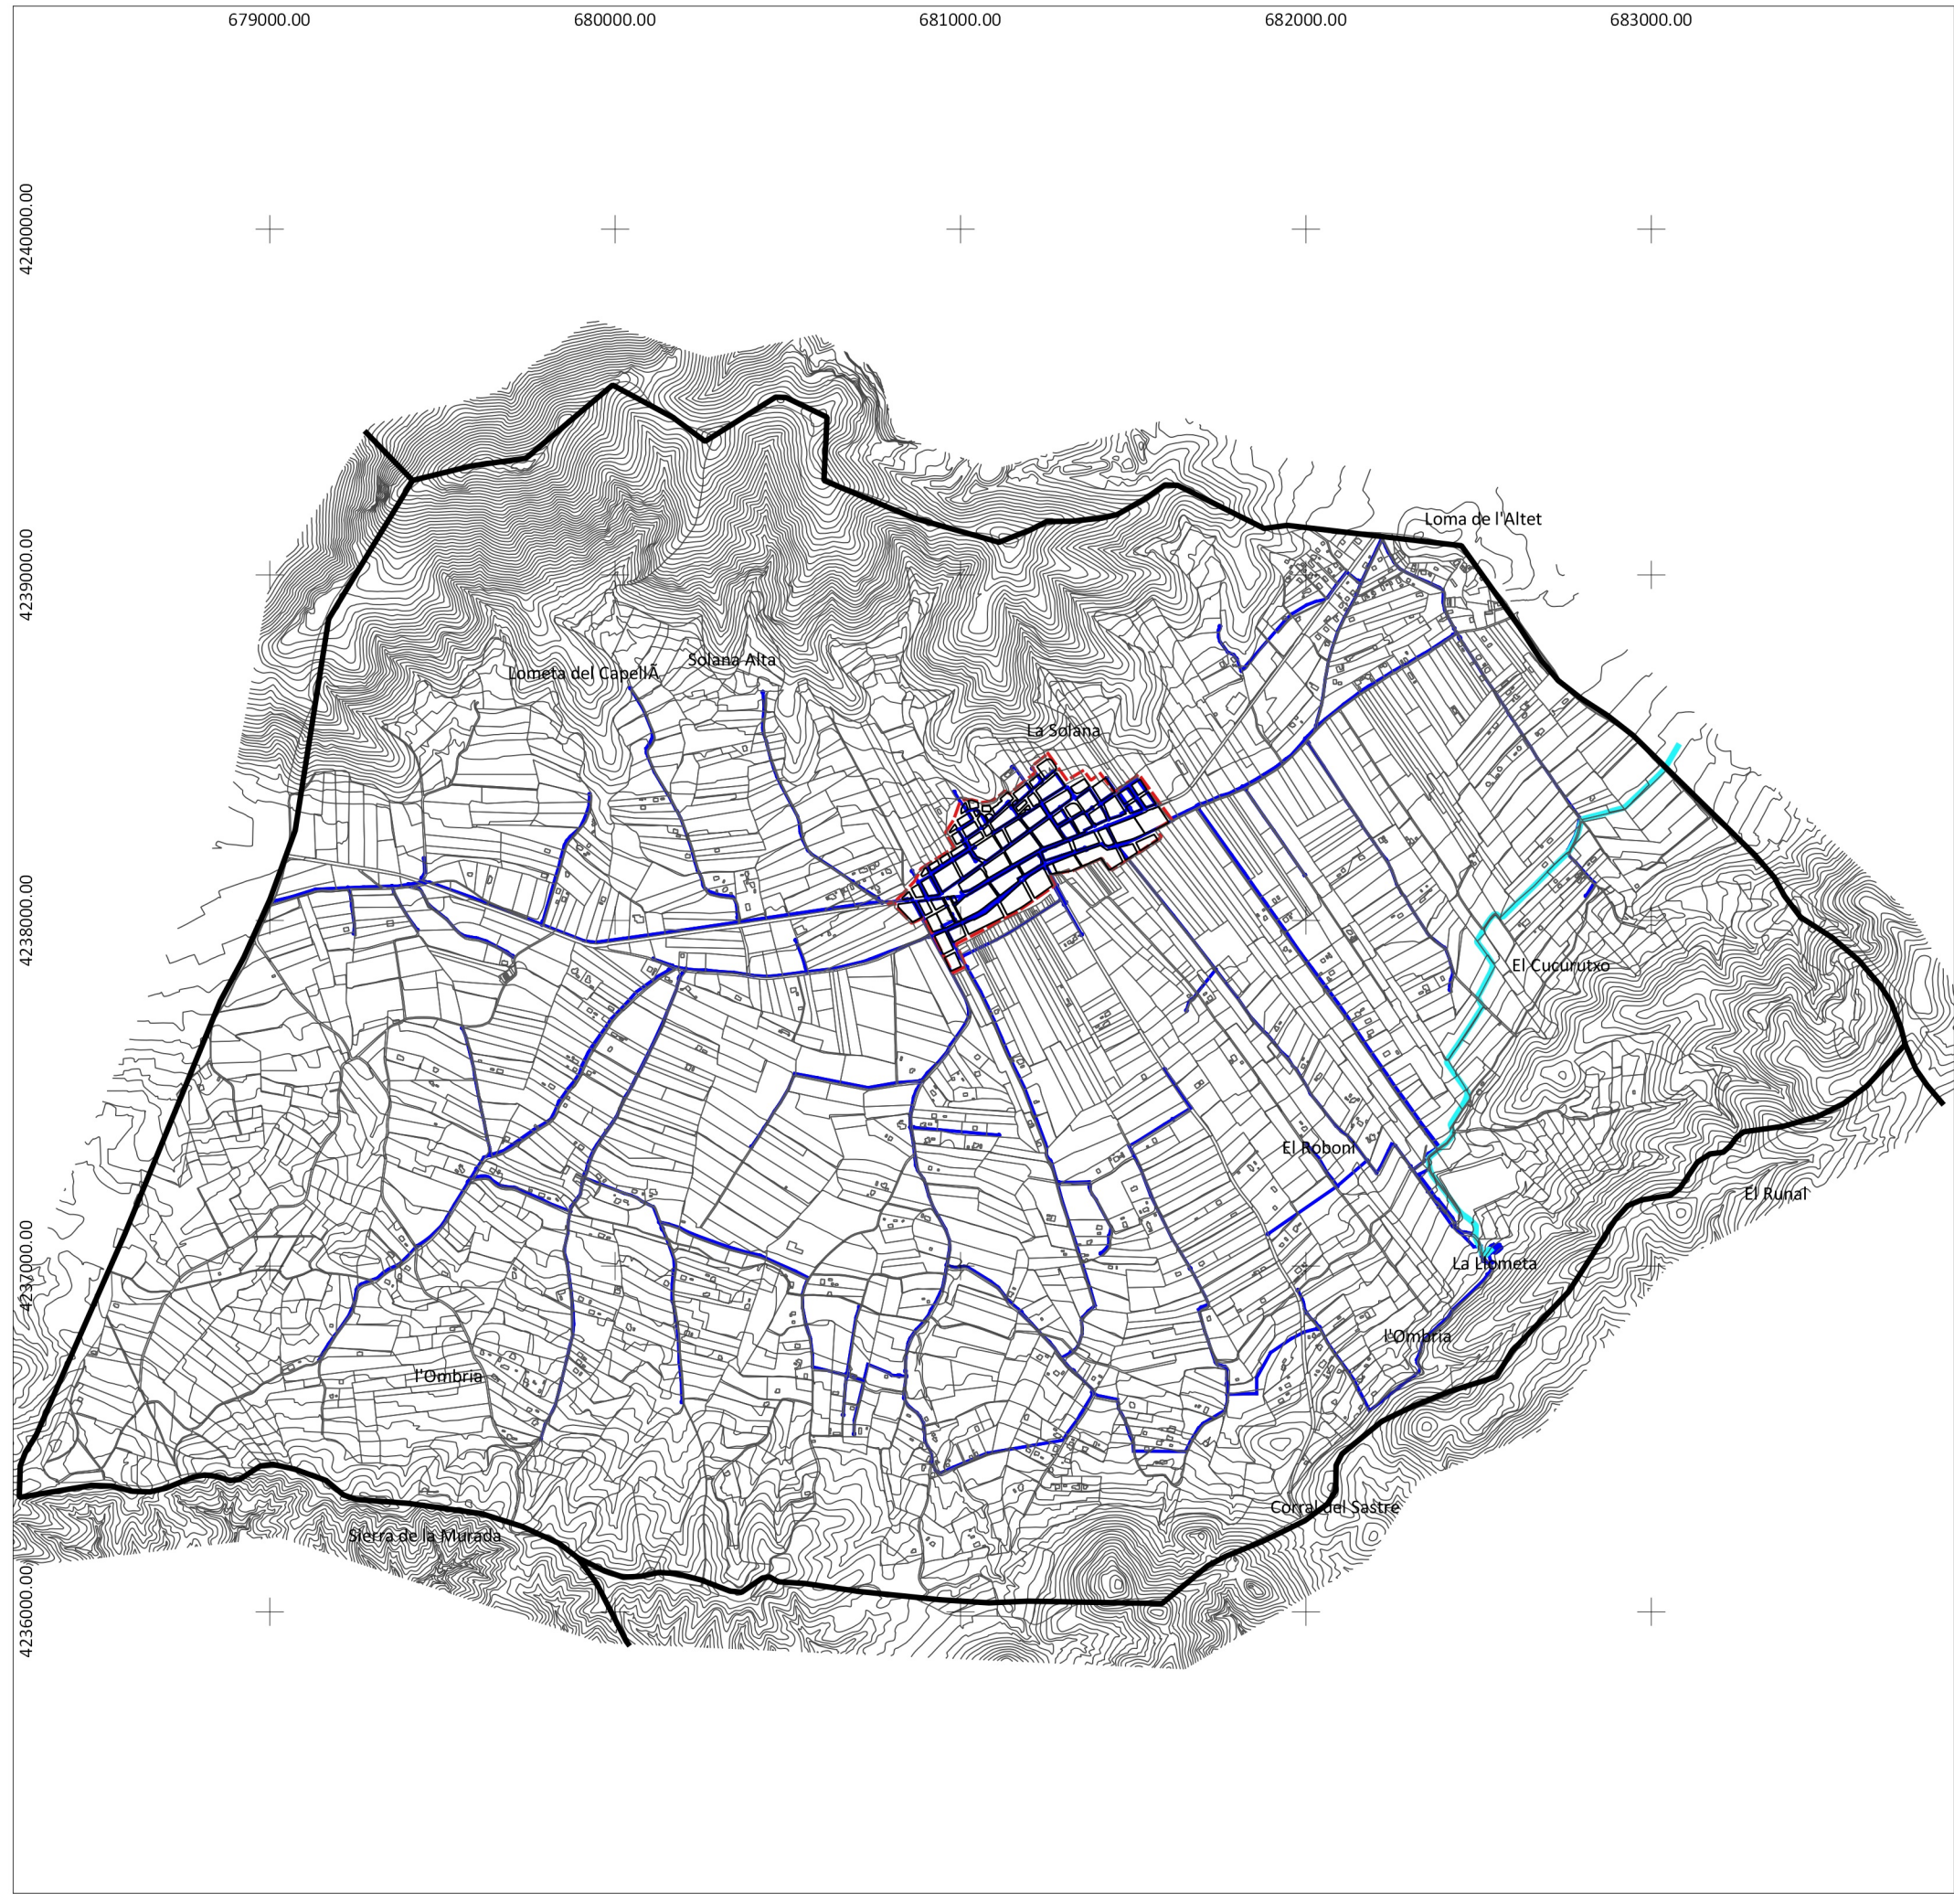 679000.00
680000.00
681000.00
682000.00
683000.00
4240000.00
4239000.00
4238000.00
4237000.00
4236000.00
Loma de l'Altet
Solana Alta
Lometa del CapellÃ
La Solana
El Cucurutxo
El Roboni
El Runal
La Llometa
l'Ombria
l'Ombria
Corral del Sastre
Sierra de la Murada